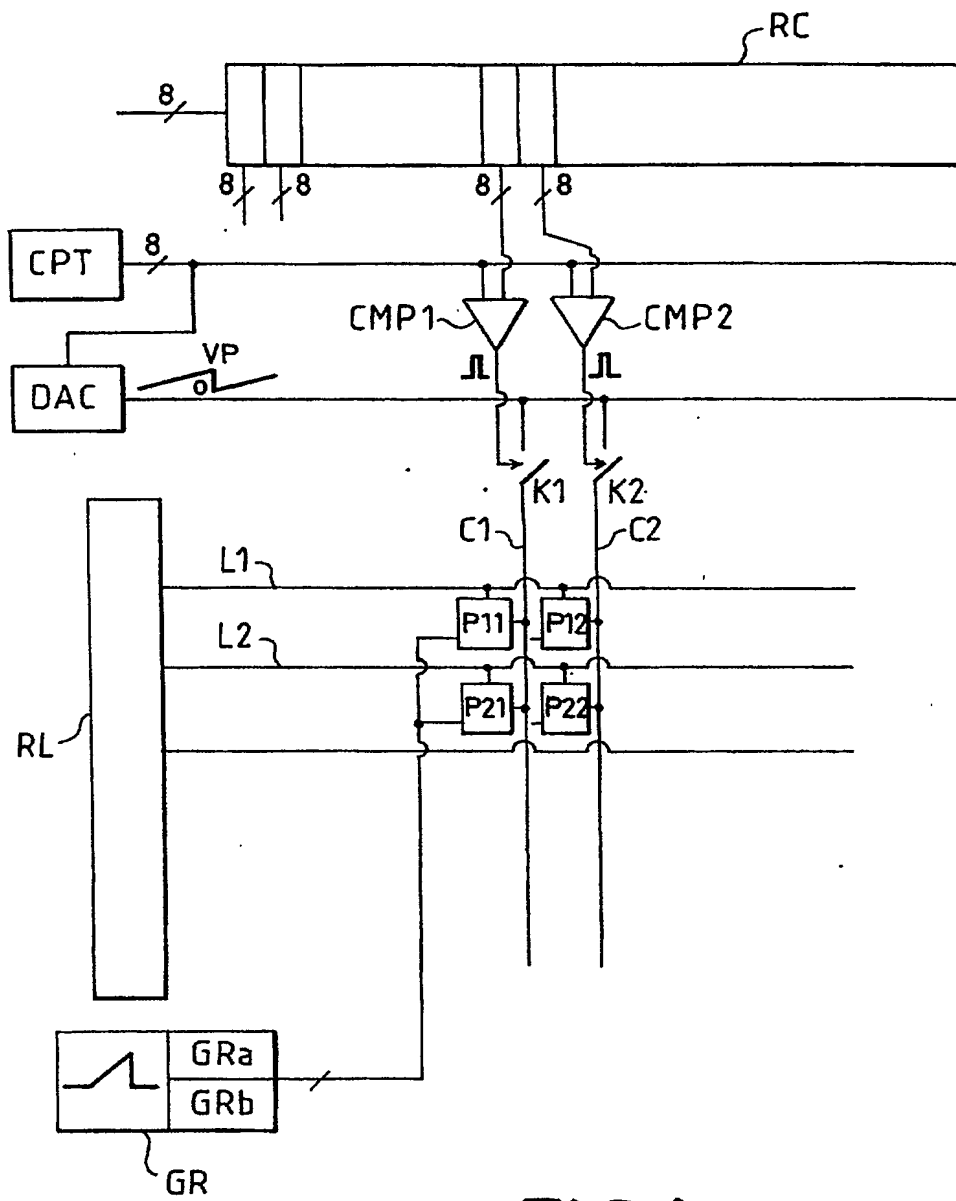 RC
8
8 8 8 8
CPT 8
CMP1 CMP2
VP
0
DAC
K1 K2
C1 C2
L1
P11 P12
L2
P21 P22
RL
GRa
GRb
GR